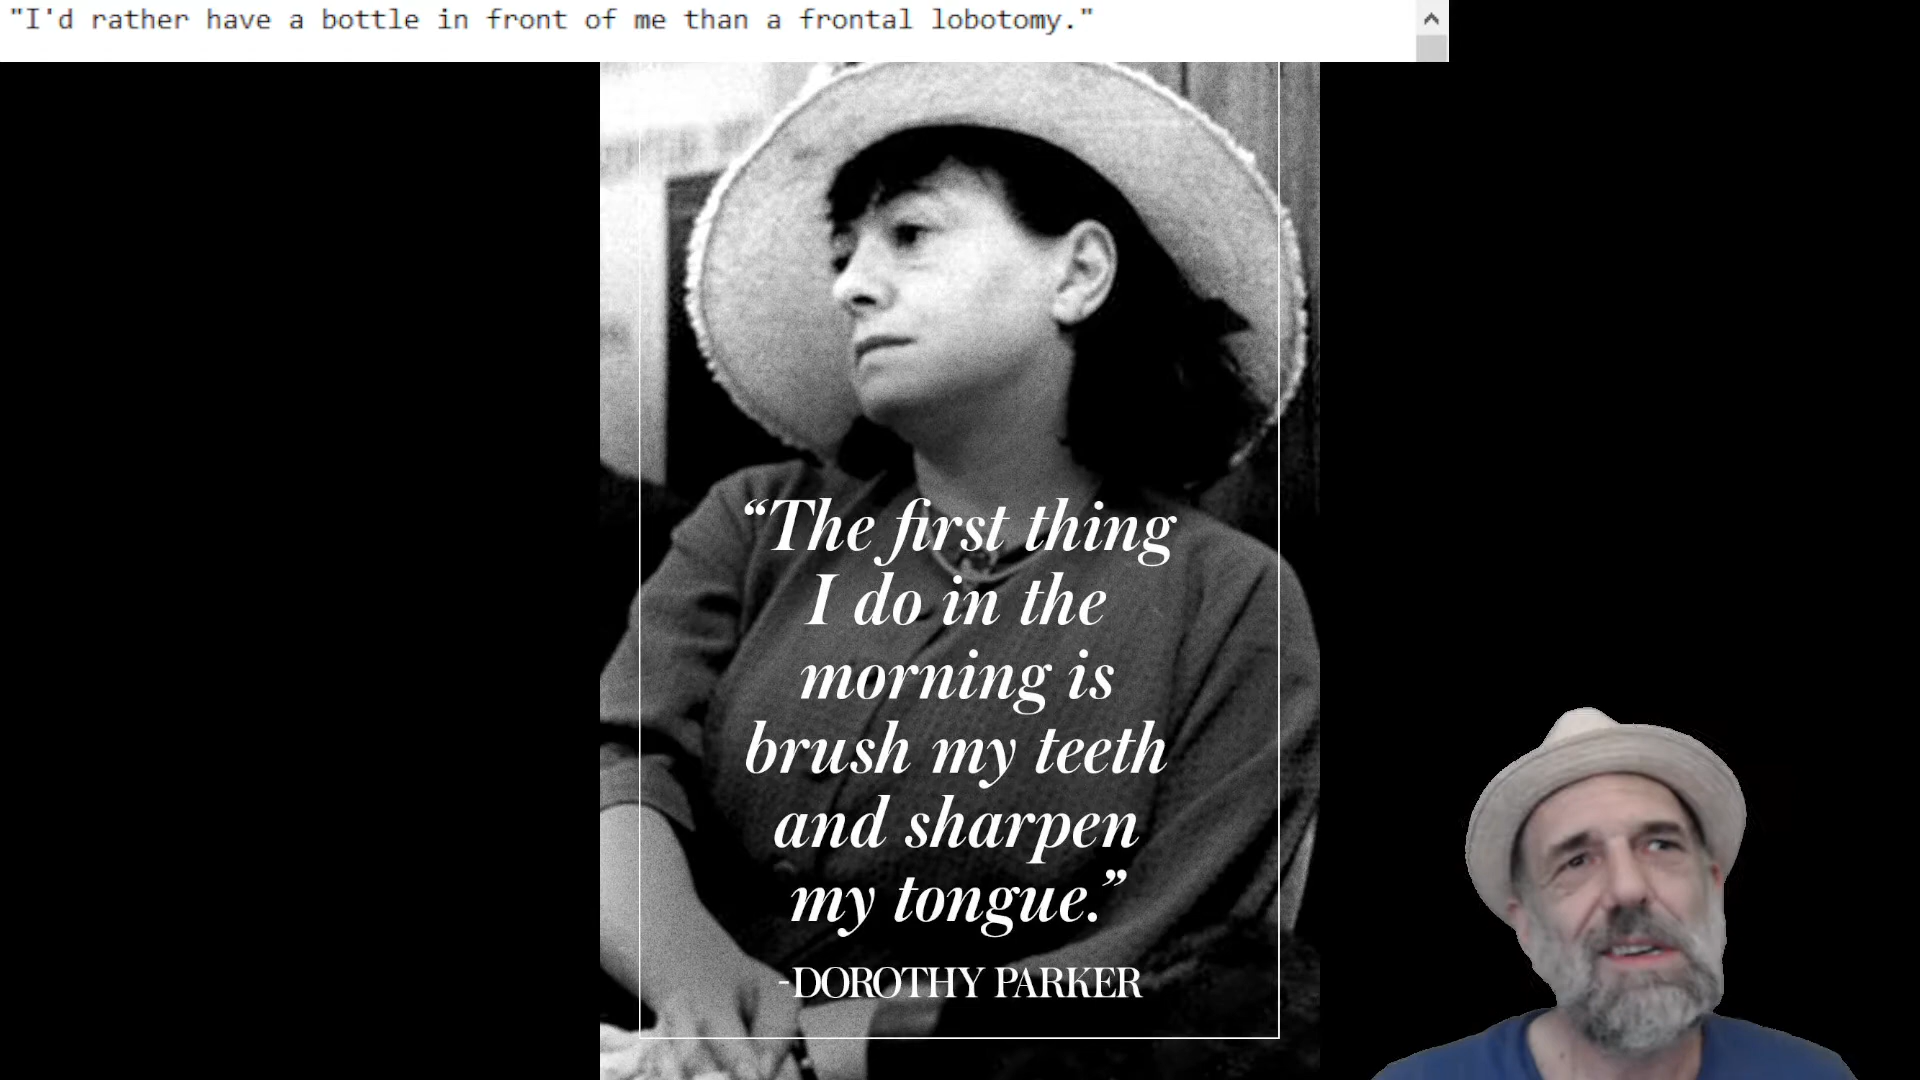 "I'd rather have a bottle in front of me than a frontal lobotomy."
“The first thing
I do in the
morning is
brush my teeth
and sharpen
my tongue.”
-DOROTHY PARKER